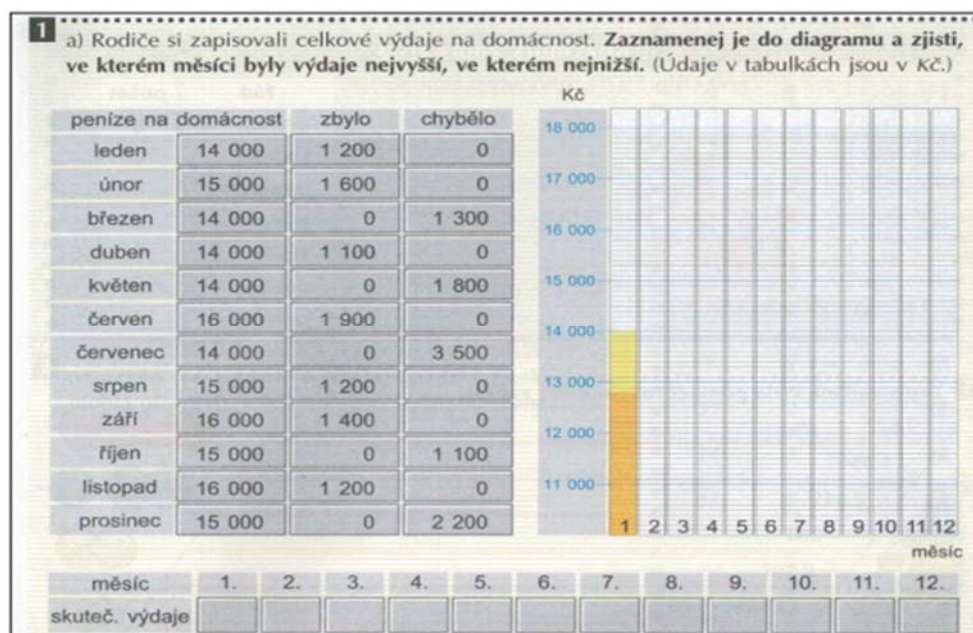 1
a) Rodiče si zapisovali celkové výdaje na domácnost. Zaznamenej je do diagramu a zjisti,
ve kterém měsíci byly výdaje nejvyšší, ve kterém nejnižší. (Údaje v tabulkách jsou v Kč.)
peníze na domácnost zbylo chybělo
leden 14 000 1 200 0
únor 15 000 1 600 0
březen 14 000 0 1 300
duben 14 000 1 100 0
květen 14 000 0 1 800
červen 16 000 1 900 0
červenec 14 000 0 3 500
srpen 15 000 1 200 0
září 16 000 1 400 0
říjen 15 000 0 1 100
listopad 16 000 1 200 0
prosinec 15 000 0 2 200
Kč
18 000
17 000
16 000
15 000
14 000
13 000
12 000
11 000
1 2 3 4 5 6 7 8 9 10 11 12
měsíc
měsíc 1. 2. 3. 4. 5. 6. 7. 8. 9. 10. 11. 12.
skuteč. výdaje